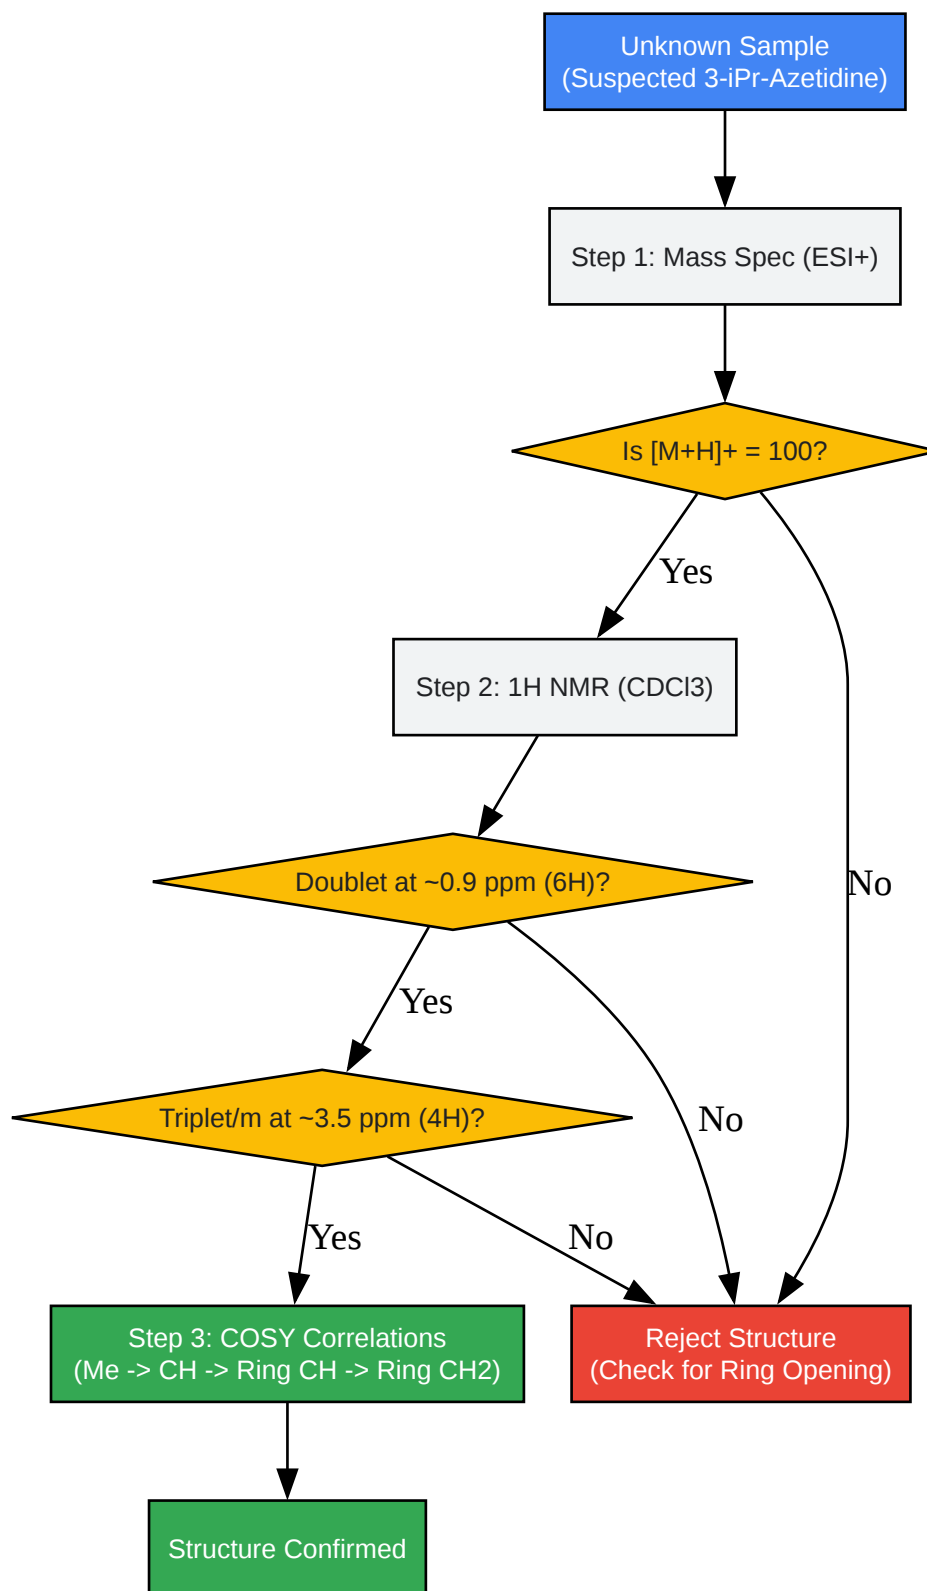 Unknown Sample
(Suspected 3-iPr-Azetidine)
Step 1: Mass Spec (ESI+)
Is [M+H]+ = 100?
Yes
Step 2: 1H NMR (CDCl3)
Doublet at ~0.9 ppm (6H)?
No
Yes
Triplet/m at ~3.5 ppm (4H)?
No
Yes
No
Step 3: COSY Correlations
(Me -> CH -> Ring CH -> Ring CH2)
Reject Structure
(Check for Ring Opening)
Structure Confirmed